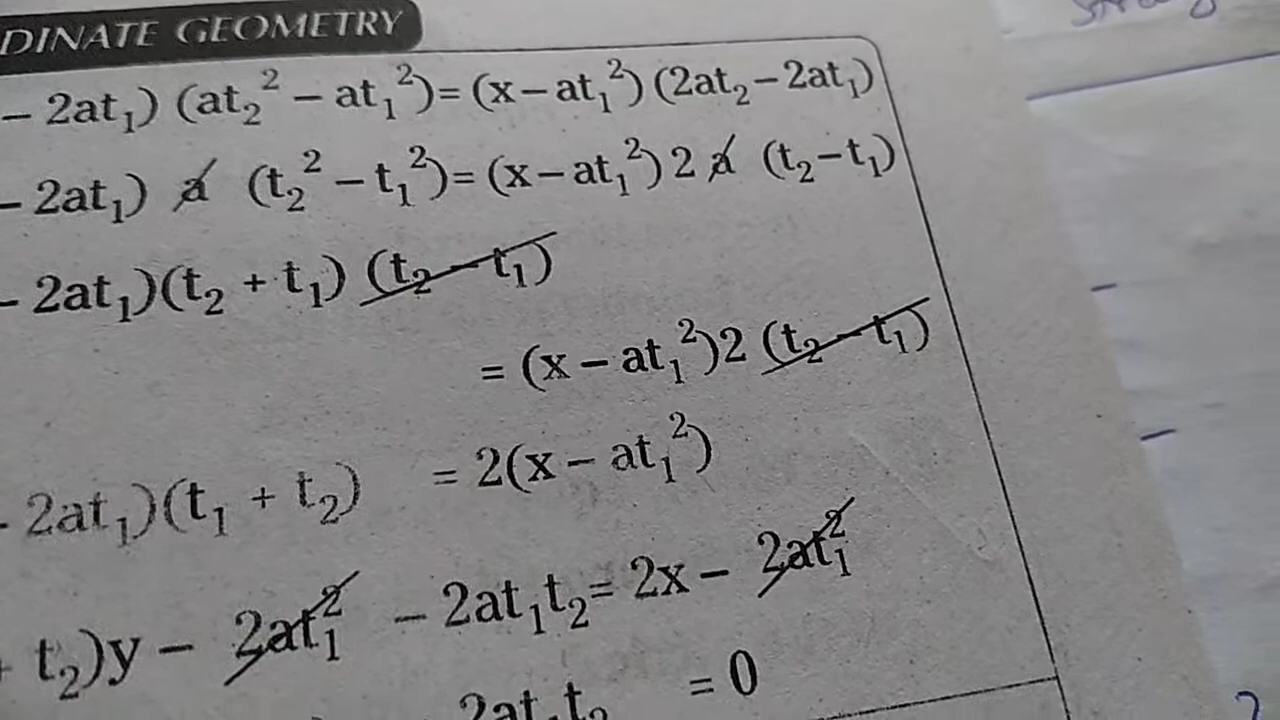 DINATE GEOMETRY
– 2at₁) (at₂² – at₁²)= (x – at₁²) (2at₂ – 2at₁)
– 2at₁) a (t₂² – t₁²)= (x – at₁²) 2 a (t₂ – t₁)
– 2at₁)(t₂ + t₁) (t₂ – t₁)
= (x – at₁²)2 (t₂ – t₁)
- 2at₁)(t₁ + t₂) = 2(x – at₁²)
+ t₂)y – 2at₁² – 2at₁t₂= 2x – 2at₁²
2at₁t₂ = 0